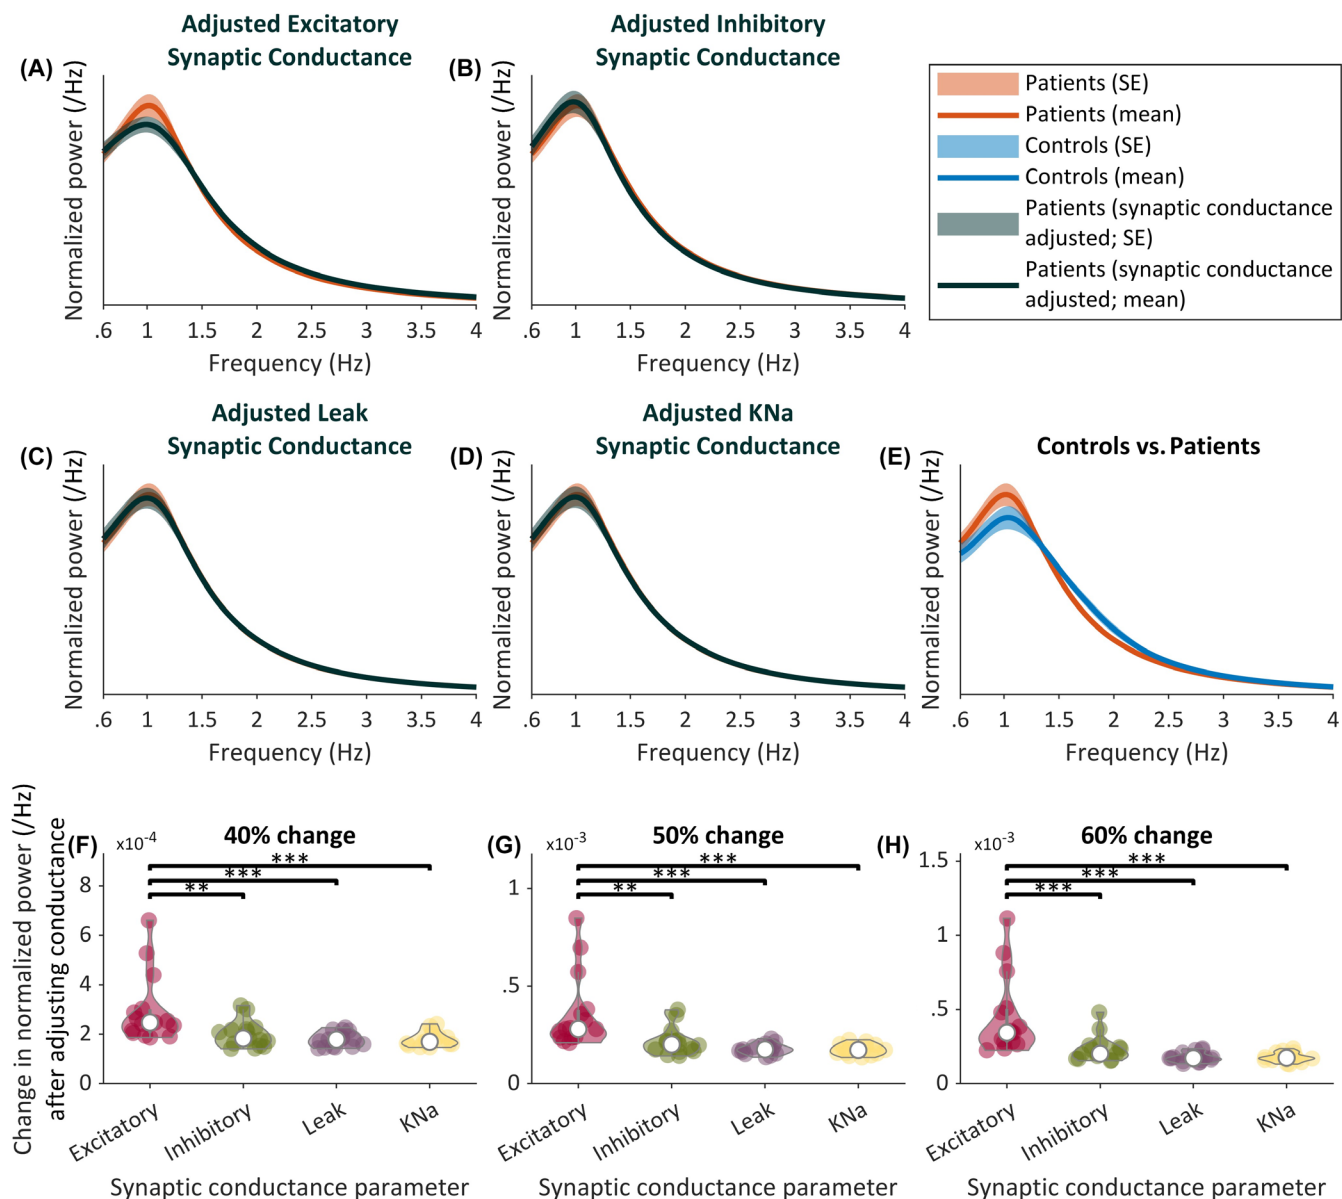 Adjusted Excitatory
Synaptic Conductance
(A)
Normalized power (/Hz)
.6 1 1.5 2 2.5 3 3.5 4
Frequency (Hz)
Adjusted Inhibitory
Synaptic Conductance
(B)
Normalized power (/Hz)
.6 1 1.5 2 2.5 3 3.5 4
Frequency (Hz)
Patients (SE)
Patients (mean)
Controls (SE)
Controls (mean)
Patients (synaptic conductance
adjusted; SE)
Patients (synaptic conductance
adjusted; mean)
Adjusted Leak
Synaptic Conductance
(C)
Normalized power (/Hz)
.6 1 1.5 2 2.5 3 3.5 4
Frequency (Hz)
Adjusted KNa
Synaptic Conductance
(D)
Normalized power (/Hz)
.6 1 1.5 2 2.5 3 3.5 4
Frequency (Hz)
Controls vs. Patients
(E)
Normalized power (/Hz)
.6 1 1.5 2 2.5 3 3.5 4
Frequency (Hz)
Change in normalized power (/Hz)
after adjusting conductance
(F)
x10-4
40% change
***
***
**
8
6
4
2
0
Excitatory Inhibitory Leak KNa
Synaptic conductance parameter
(G)
x10-3
50% change
***
***
**
1
.5
0
Excitatory Inhibitory Leak KNa
Synaptic conductance parameter
(H)
x10-3
60% change
***
***
***
1.5
1
.5
0
Excitatory Inhibitory Leak KNa
Synaptic conductance parameter